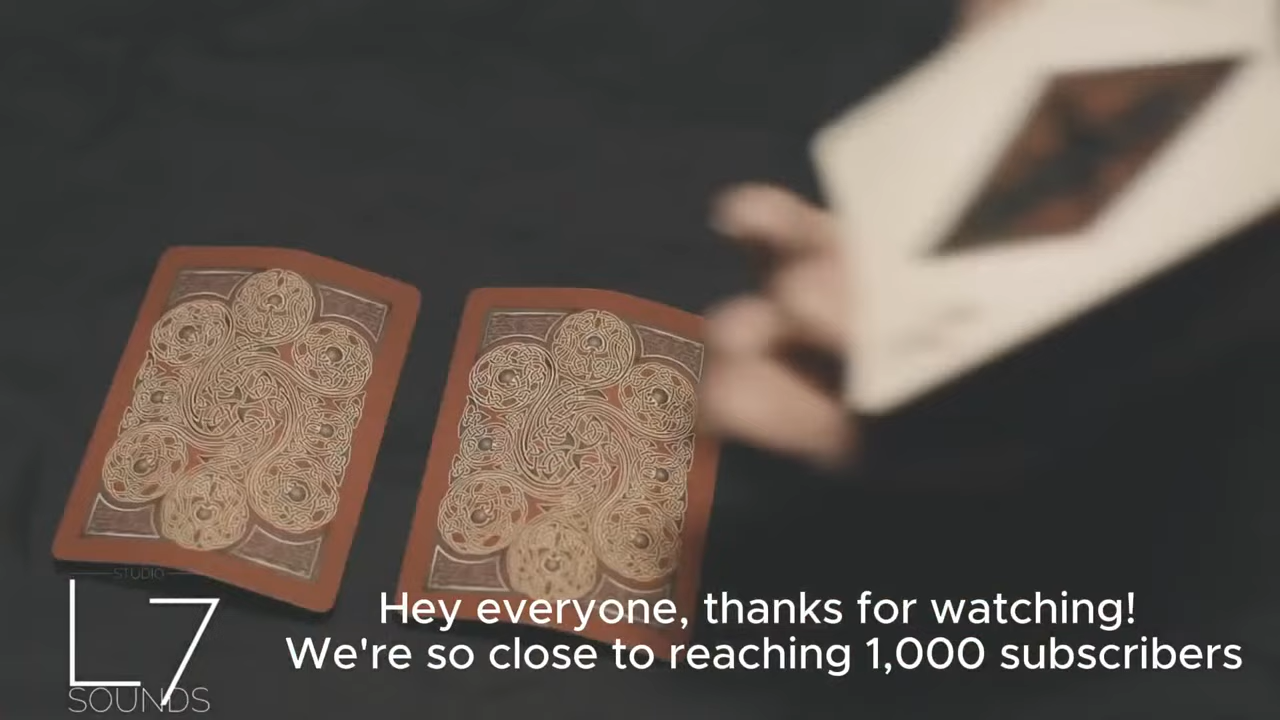 STUDIO
L7
SOUNDS
Hey everyone, thanks for watching!
We're so close to reaching 1,000 subscribers